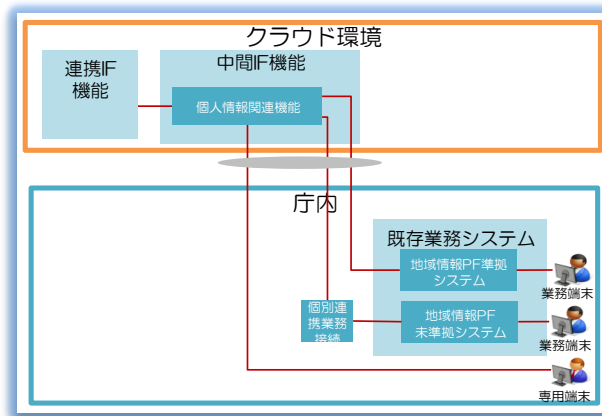 クラウド環境
連携IF
機能
中間IF機能
個人情報関連機能
庁内
既存業務システム
地域情報PF準拠
システム
業務端末
個別連
携業務
接続
地域情報PF
未準拠システム
業務端末
専用端末